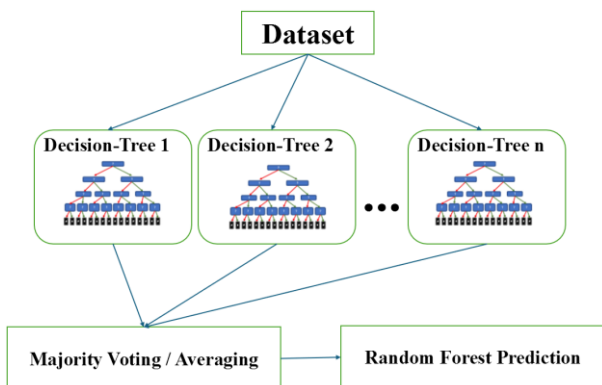 Dataset
Decision-Tree 1
Decision-Tree 2
Decision-Tree n
Majority Voting / Averaging
Random Forest Prediction